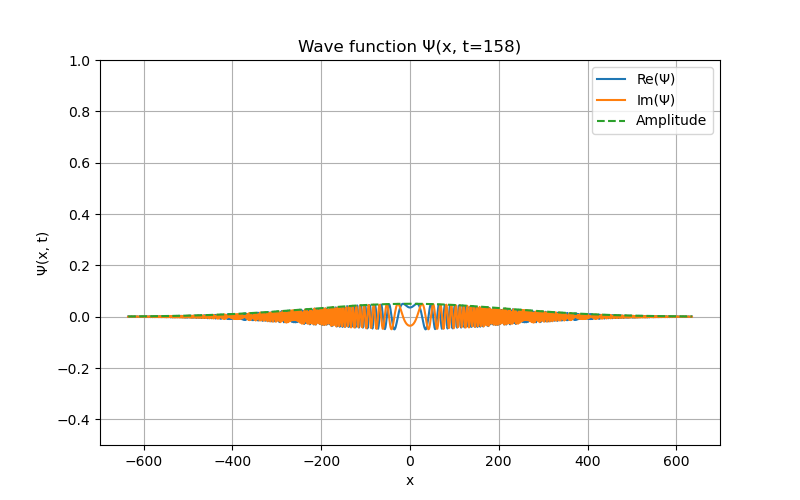 Wave function Ψ(x, t=158)
1.0
0.8
0.6
0.4
0.2
0.0
−0.2
−0.4
Ψ(x, t)
Re(Ψ)
Im(Ψ)
Amplitude
−600 −400 −200 0 200 400 600
x